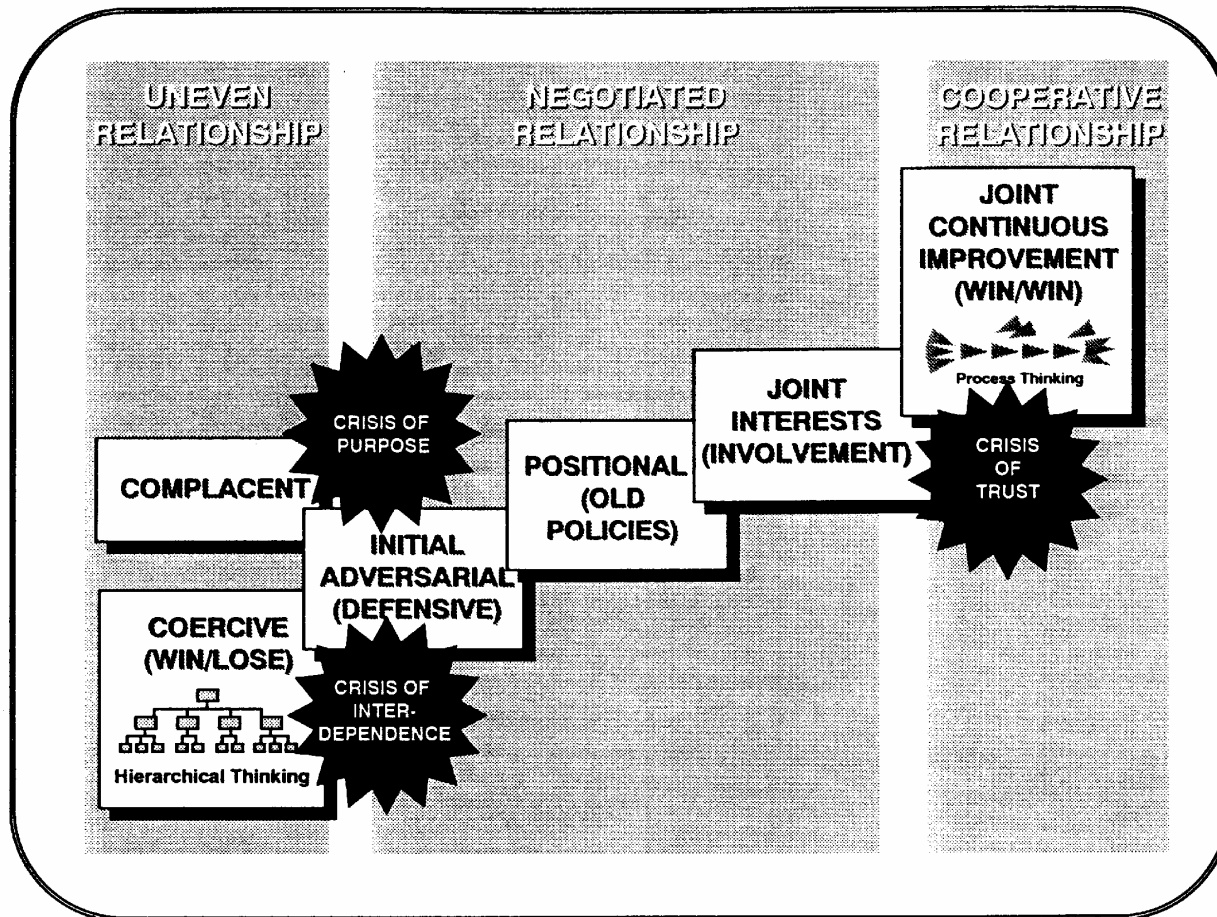 UNEVEN
RELATIONSHIP
NEGOTIATED
RELATIONSHIP
COOPERATIVE
RELATIONSHIP
JOINT
CONTINUOUS
IMPROVEMENT
(WIN/WIN)
Process Thinking
JOINT
INTERESTS
(INVOLVEMENT)
CRISIS
OF
TRUST
CRISIS OF
PURPOSE
POSITIONAL
(OLD
POLICIES)
COMPLACENT
INITIAL
ADVERSARIAL
(DEFENSIVE)
COERCIVE
(WIN/LOSE)
Hierarchical Thinking
CRISIS OF
INTER-
DEPENDENCE